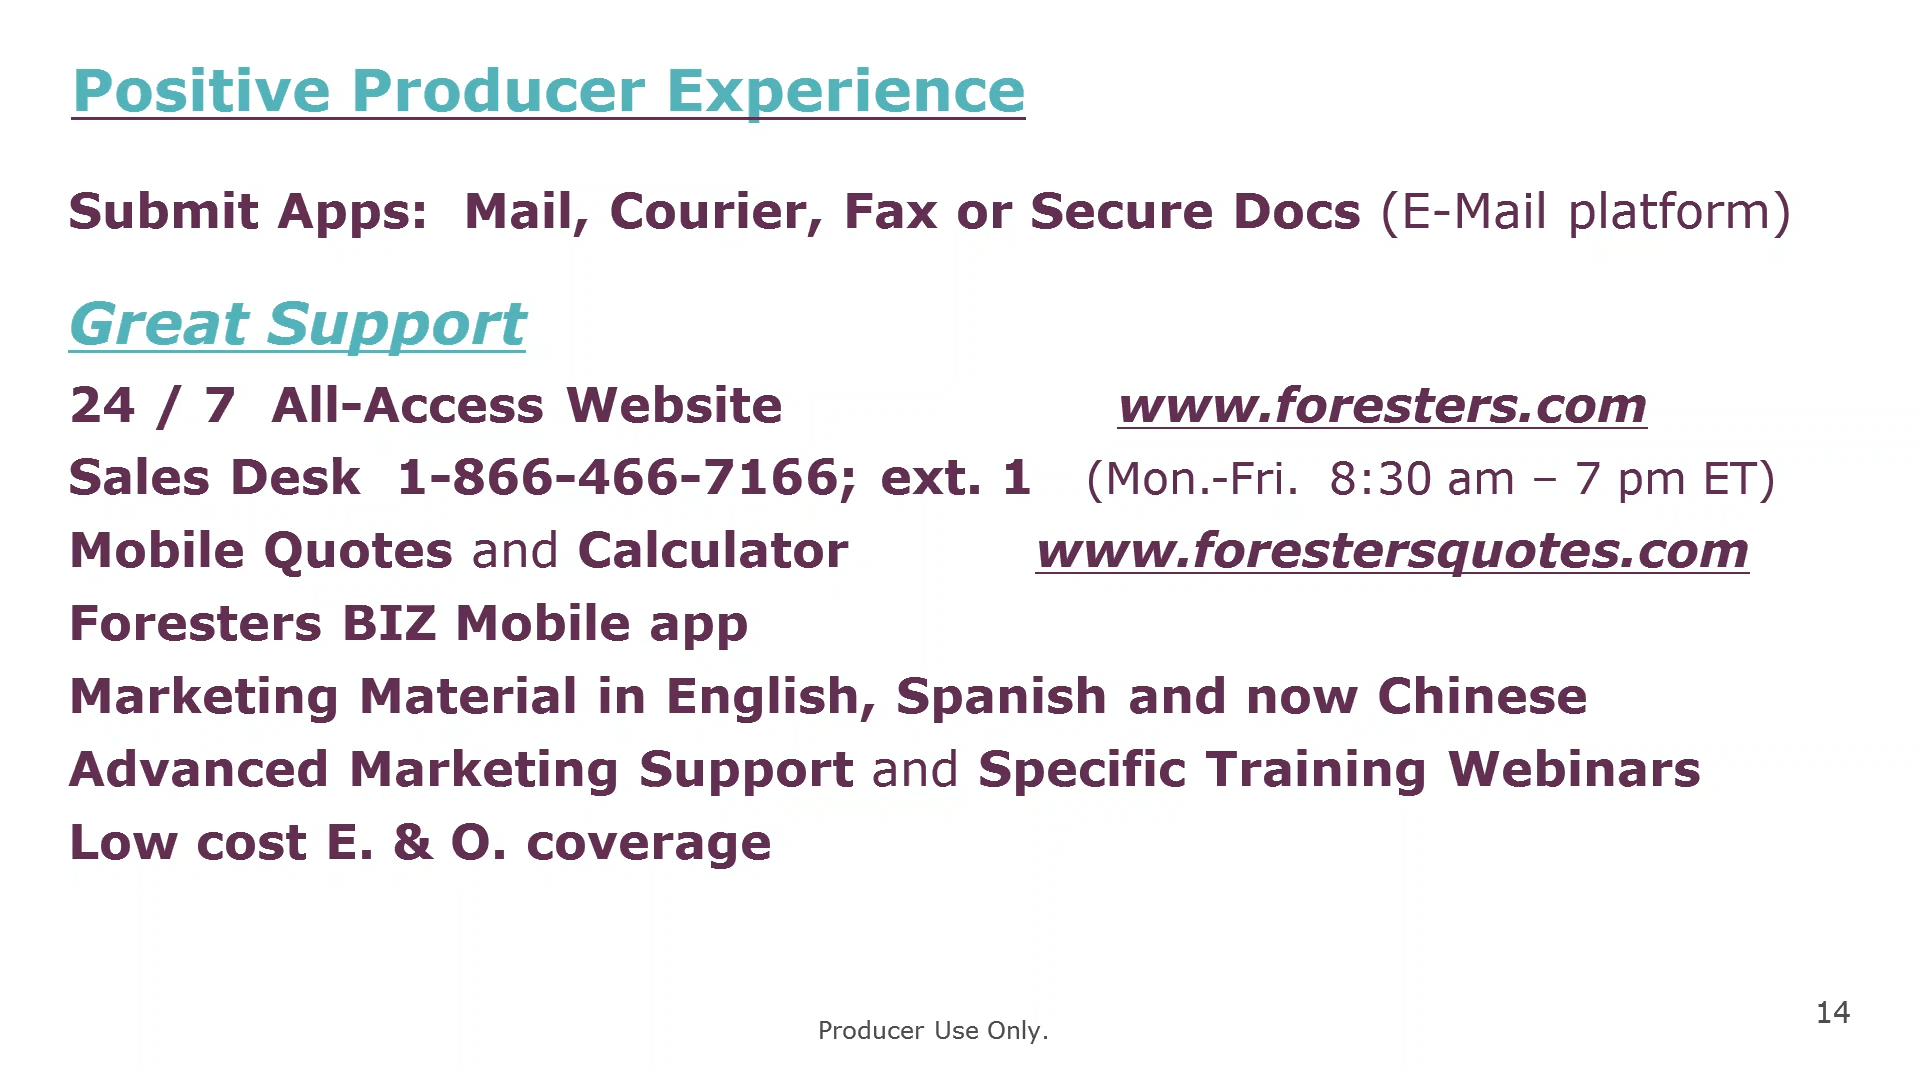 Positive Producer Experience
Submit Apps:  Mail, Courier, Fax or Secure Docs (E-Mail platform)
Great Support
24 / 7  All-Access Website www.foresters.com
Sales Desk  1-866-466-7166; ext. 1 (Mon.-Fri.  8:30 am – 7 pm ET)
Mobile Quotes and Calculator www.forestersquotes.com
Foresters BIZ Mobile app
Marketing Material in English, Spanish and now Chinese
Advanced Marketing Support and Specific Training Webinars
Low cost E. & O. coverage
14
Producer Use Only.